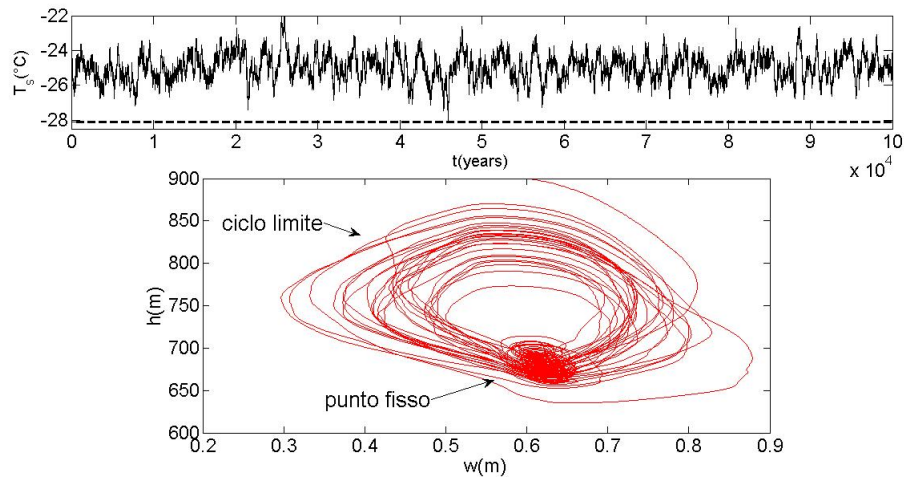 -22
-24
-26
-28
T_s(°C)
0 1 2 3 4 5 6 7 8 9 10
t(years)
x 10^4
900
850
800
750
700
650
600
h(m)
ciclo limite
punto fisso
0.2 0.3 0.4 0.5 0.6 0.7 0.8 0.9
w(m)